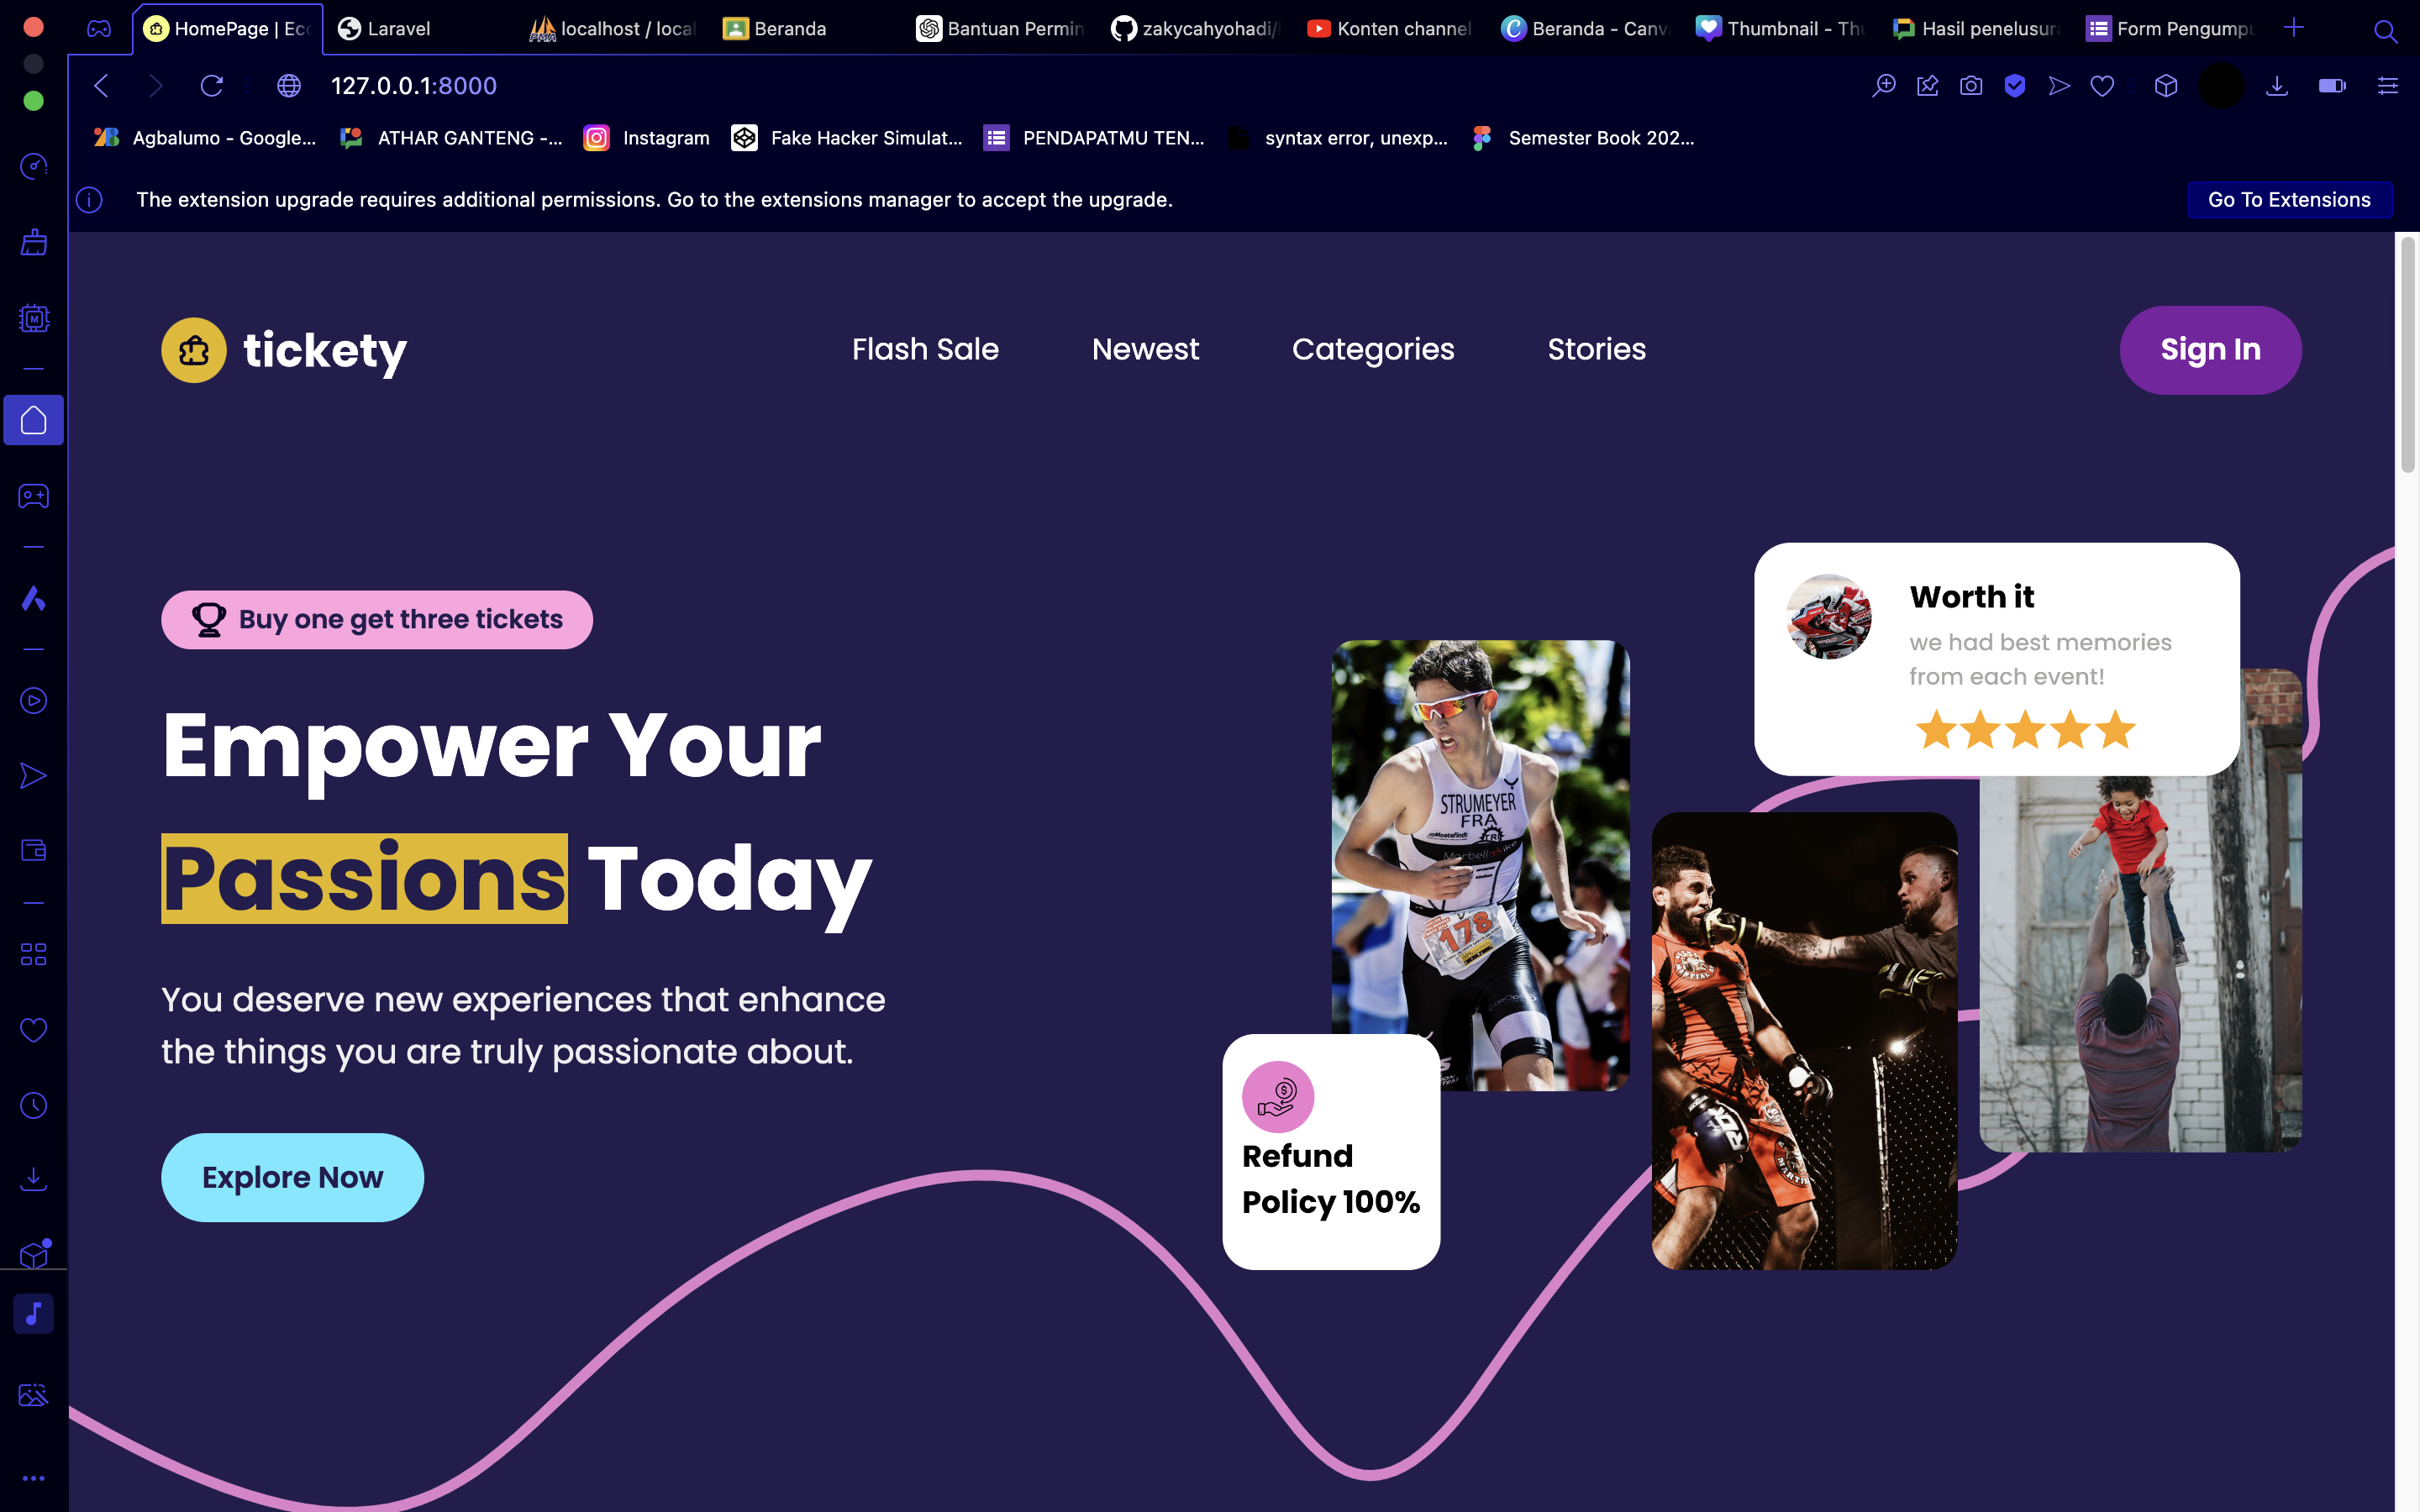 HomePage | Ecc
Laravel
localhost / local
Beranda
Bantuan Permin
zakycahyohadi/
Konten channel
Beranda - Canv
Thumbnail - Thu
Hasil penelusura
Form Pengumpu
127.0.0.1:8000
Agbalumo - Google...
ATHAR GANTENG -...
Instagram
Fake Hacker Simulat...
PENDAPATMU TEN...
syntax error, unexp...
Semester Book 202...
The extension upgrade requires additional permissions. Go to the extensions manager to accept the upgrade.
Go To Extensions
tickety
Flash Sale
Newest
Categories
Stories
Sign In
Buy one get three tickets
Empower Your
Passions Today
You deserve new experiences that enhance
the things you are truly passionate about.
Explore Now
Worth it
we had best memories
from each event!
STRUMEYER
FRA
178
Refund
Policy 100%